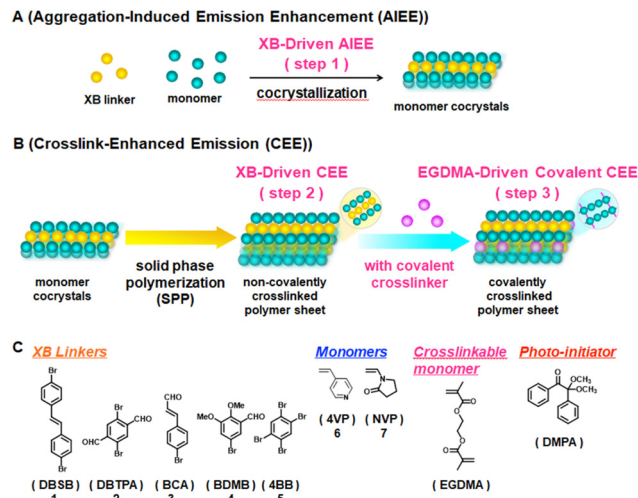 A (Aggregation-Induced Emission Enhancement (AIEE))
XB-Driven AIEE
( step 1 )
cocrystallization
XB linker
monomer
monomer cocrystals
B (Crosslink-Enhanced Emission (CEE))
XB-Driven CEE
( step 2 )
EGDMA-Driven Covalent CEE
( step 3 )
monomer
cocrystals
solid phase
polymerization
(SPP)
non-covalently
crosslinked
polymer sheet
with covalent
crosslinker
covalently
crosslinked
polymer sheet
C
XB Linkers
Monomers
Crosslinkable
monomer
Photo-initiator
Br
Br
( DBSB )
1
Br
CHO
CHO
Br
( DBTPA )
2
CHO
Br
( BCA )
3
OMe
MeO
CHO
Br
( BDMB )
4
Br
Br
Br
Br
( 4BB )
5
N
( 4VP )
6
N
O
( NVP )
7
O
O
O
O
( EGDMA )
O
OCH3
OCH3
( DMPA )